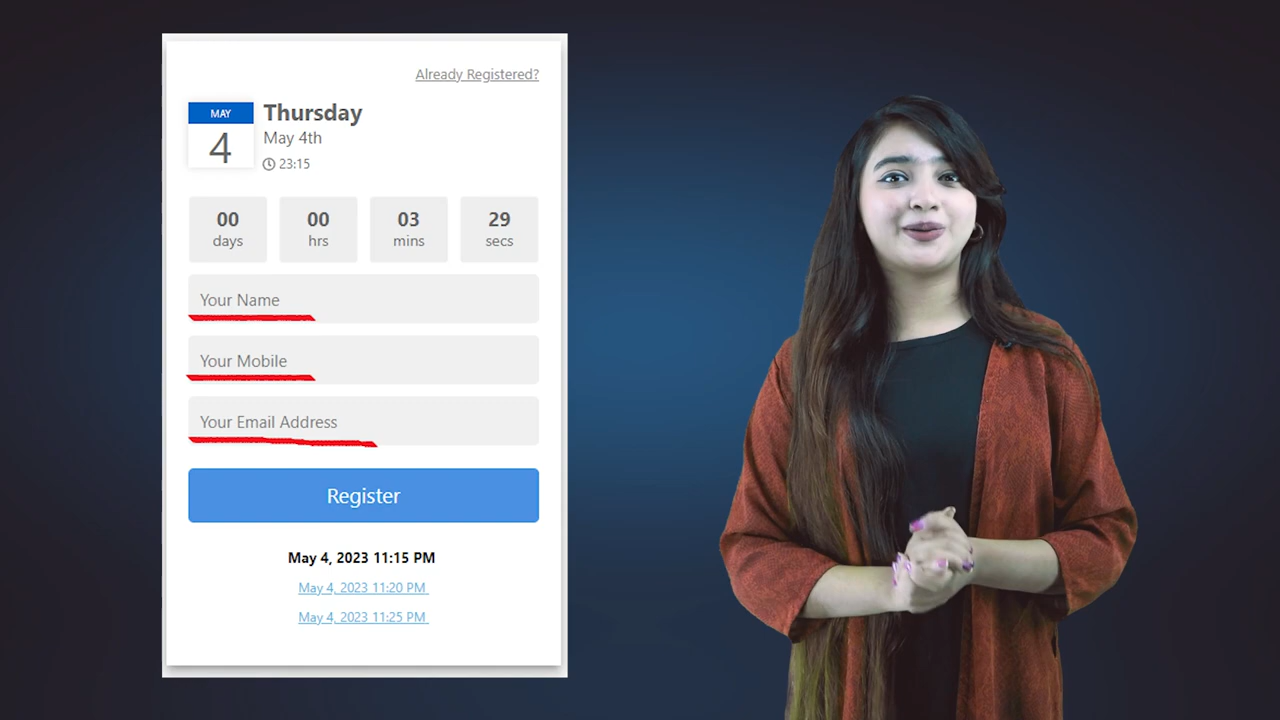 Already Registered?
MAY
4
Thursday
May 4th
23:15
00 00 03 29
days hrs mins secs
Your Name
Your Mobile
Your Email Address
Register
May 4, 2023 11:15 PM
May 4, 2023 11:20 PM
May 4, 2023 11:25 PM